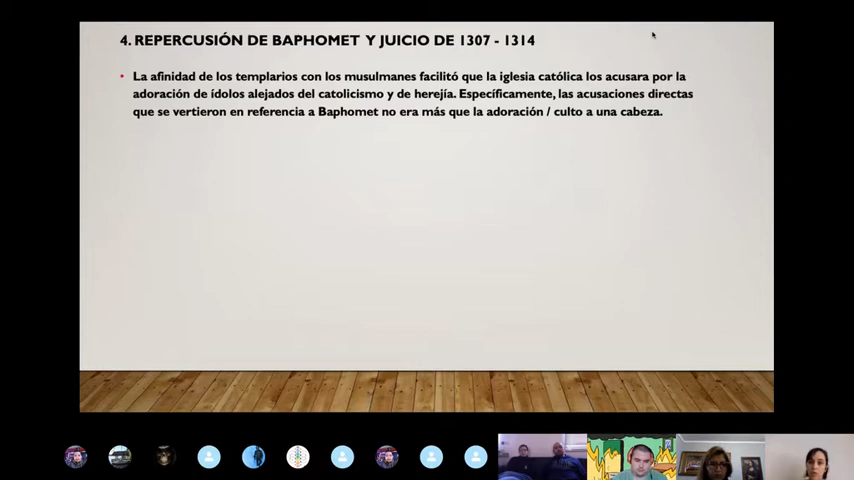 4. REPERCUSIÓN DE BAPHOMET Y JUICIO DE 1307 - 1314
• La afinidad de los templarios con los musulmanes facilitó que la iglesia católica los acusara por la
adoración de ídolos alejados del catolicismo y de herejía. Específicamente, las acusaciones directas
que se vertieron en referencia a Baphomet no era más que la adoración / culto a una cabeza.